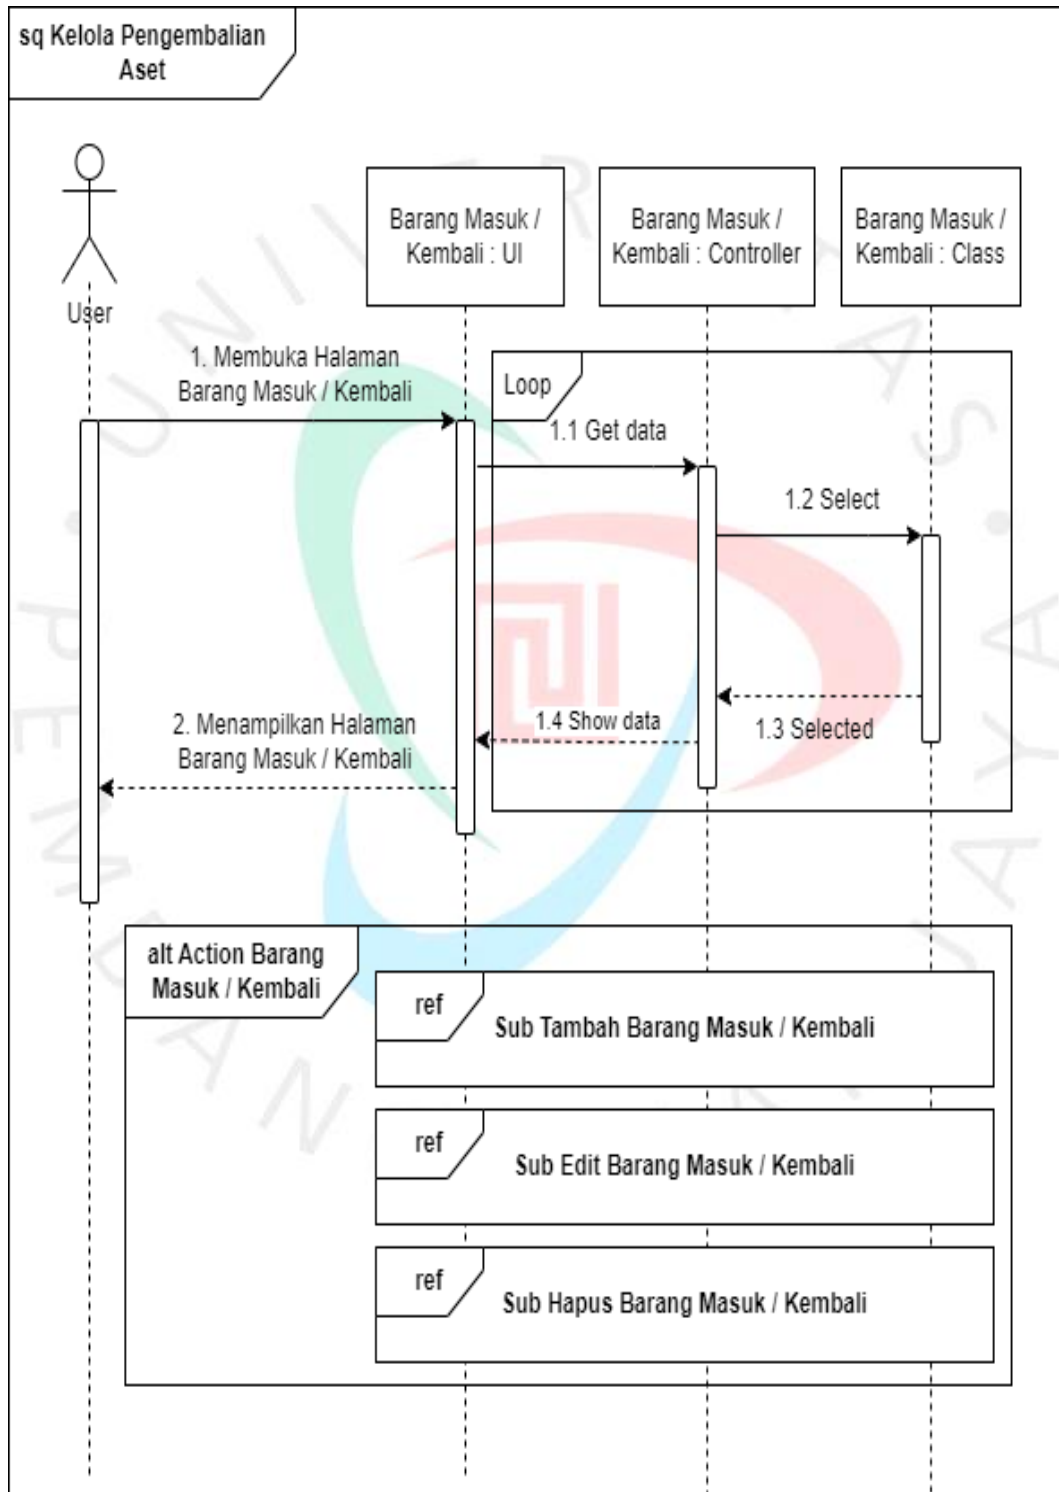 sq Kelola Pengembalian
Aset
User
Barang Masuk /
Kembali : UI
Barang Masuk /
Kembali : Controller
Barang Masuk /
Kembali : Class
1. Membuka Halaman
Barang Masuk / Kembali
Loop
1.1 Get data
1.2 Select
1.3 Selected
1.4 Show data
2. Menampilkan Halaman
Barang Masuk / Kembali
alt Action Barang
Masuk / Kembali
ref
Sub Tambah Barang Masuk / Kembali
ref
Sub Edit Barang Masuk / Kembali
ref
Sub Hapus Barang Masuk / Kembali